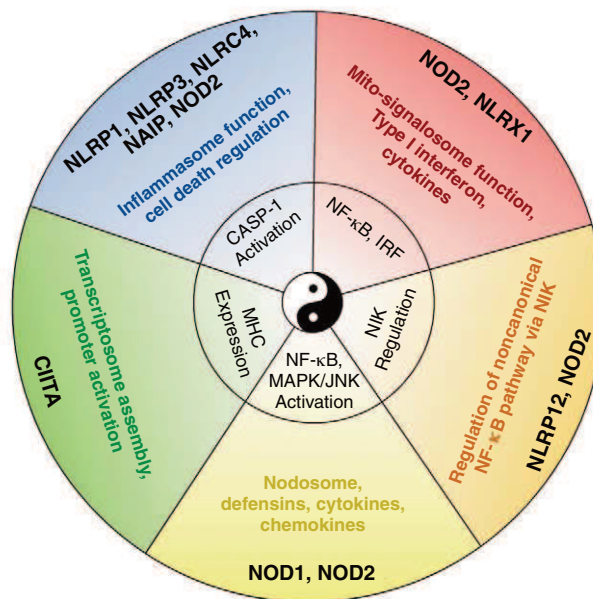 NLRP1, NLRP3, NLRC4,
NAIP, NOD2
Inflammasome function,
cell death regulation
CASP-1
Activation
NOD2, NLRX1
Mito-signalosome function,
Type I interferon,
cytokines
NF-κB, IRF
NLRP12, NOD2
Regulation of noncanonical
NF-κB pathway via NIK
NIK
Regulation
NF-κB,
MAPK/JNK
Activation
Nodosome,
defensins, cytokines,
chemokines
NOD1, NOD2
CIITA
Transcriptosome assembly,
promoter activation
MHC
Expression